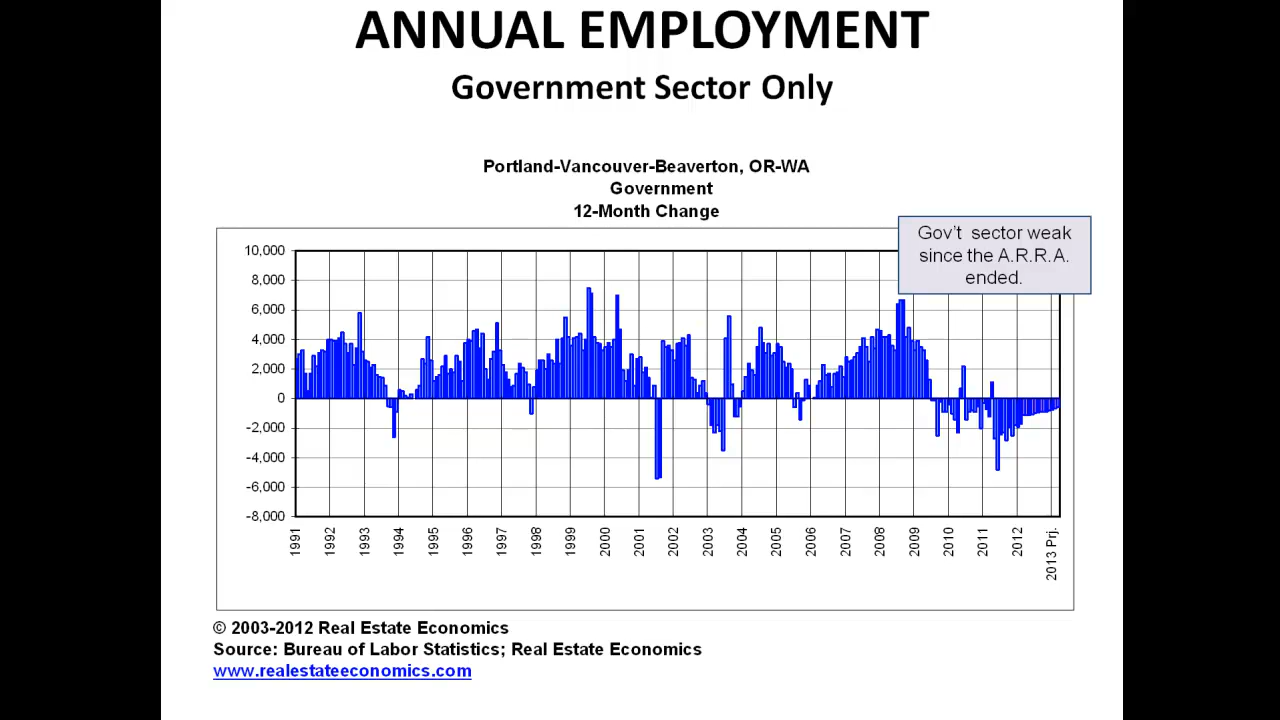 ANNUAL EMPLOYMENT
Government Sector Only
Portland-Vancouver-Beaverton, OR-WA
Government
12-Month Change
Gov't sector weak
since the A.R.R.A.
ended.
10,000
8,000
6,000
4,000
2,000
0
-2,000
-4,000
-6,000
-8,000
1991
1992
1993
1994
1995
1996
1997
1998
1999
2000
2001
2002
2003
2004
2005
2006
2007
2008
2009
2010
2011
2012
2013 Prj.
© 2003-2012 Real Estate Economics
Source: Bureau of Labor Statistics; Real Estate Economics
www.realestateeconomics.com